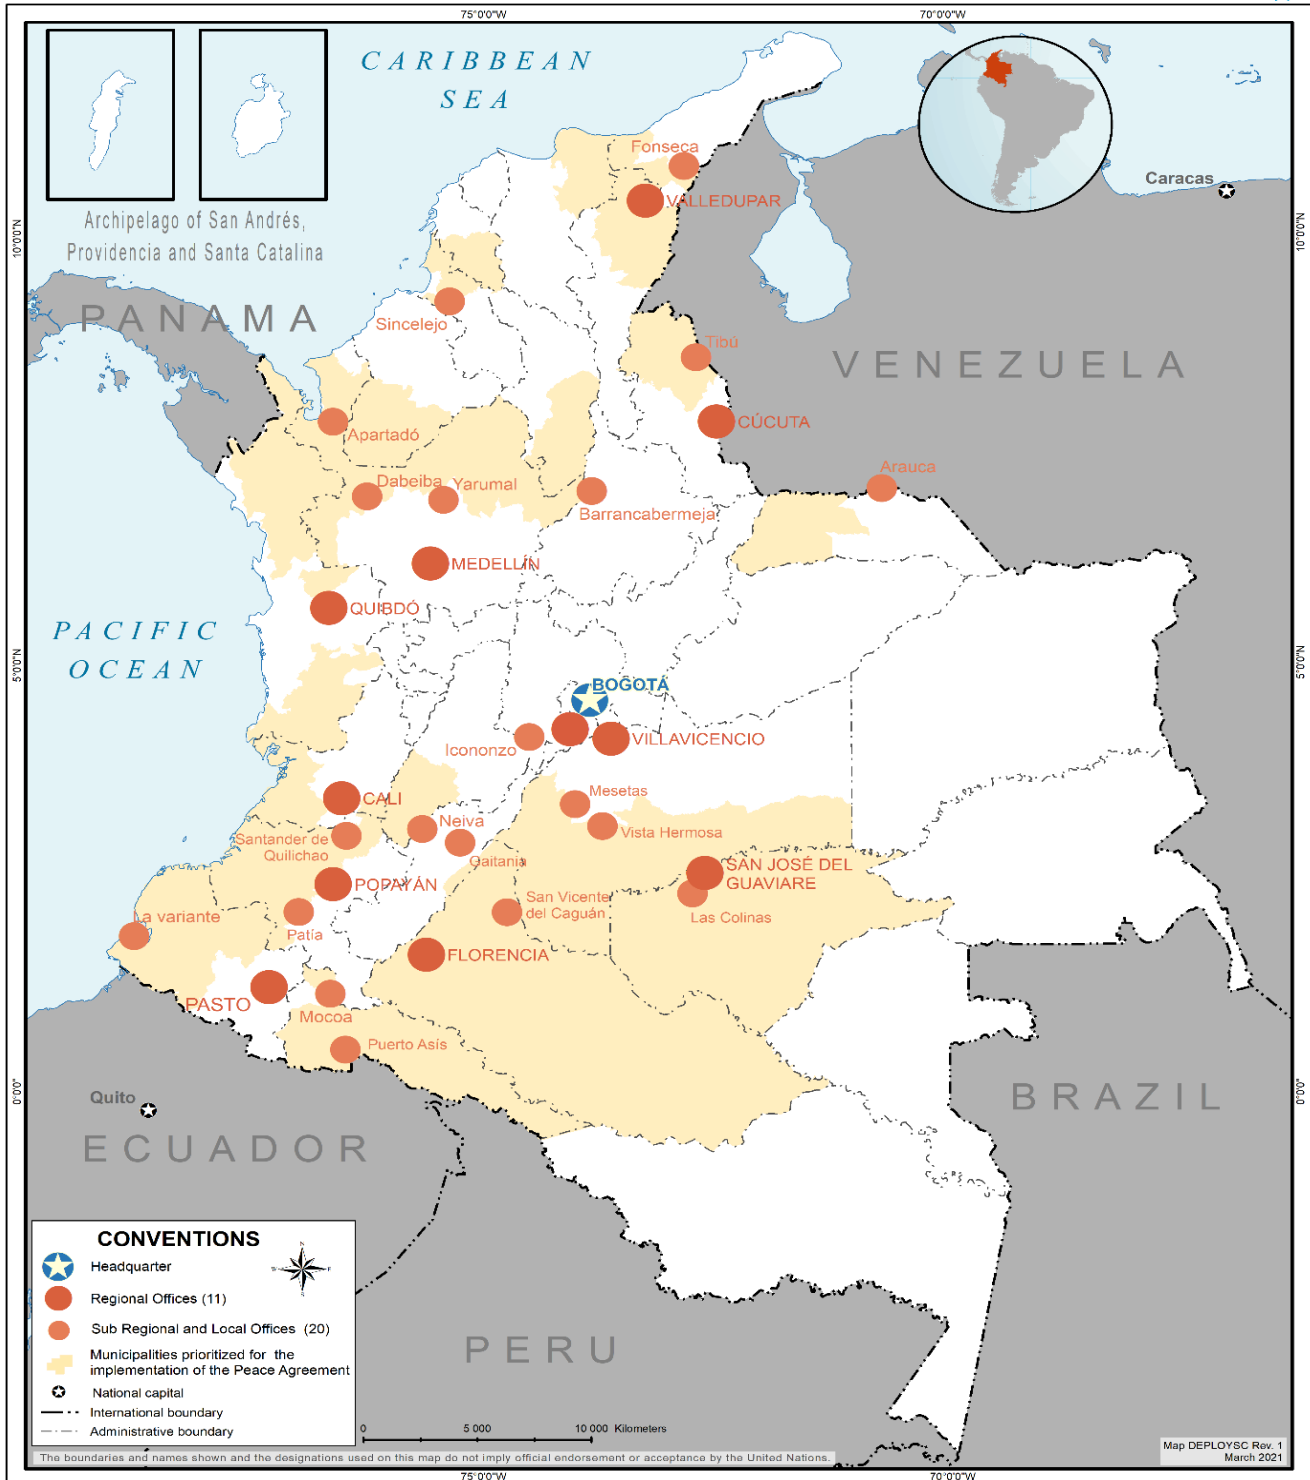 75°0'0"W
70°0'0"W
CARIBBEAN
SEA
Caracas
Fonseca
VALLEDUPAR
Archipelago of San Andrés,
Providencia and Santa Catalina
10°0'0"N
10°0'0"N
PANAMA
Sincelejo
Tibú
VENEZUELA
CÚCUTA
Apartadó
Arauca
Dabeiba
Yarumal
Barrancabermeja
MEDELLÍN
QUIBDÓ
PACIFIC
OCEAN
5°0'0"N
5°0'0"N
BOGOTÁ
VILLAVICENCIO
Icononzo
Mesetas
CALI
Neiva
Vista Hermosa
Santander de
Quilichao
Gaitania
SAN JOSÉ DEL
GUAVIARE
POPAYÁN
San Vicente
del Caguán
Las Colinas
La variante
Patía
FLORENCIA
PASTO
Mocoa
Puerto Asís
0°0'0"
0°0'0"
Quito
BRAZIL
ECUADOR
PERU
CONVENTIONS
N
W
E
S
Headquarter
Regional Offices (11)
Sub Regional and Local Offices (20)
Municipalities prioritized for the
implementation of the Peace Agreement
National capital
International boundary
Administrative boundary
0 5 000 10 000 Kilometers
The boundaries and names shown and the designations used on this map do not imply official endorsement or acceptance by the United Nations.
Map DEPLOYSC Rev. 1
March 2021
75°0'0"W
70°0'0"W